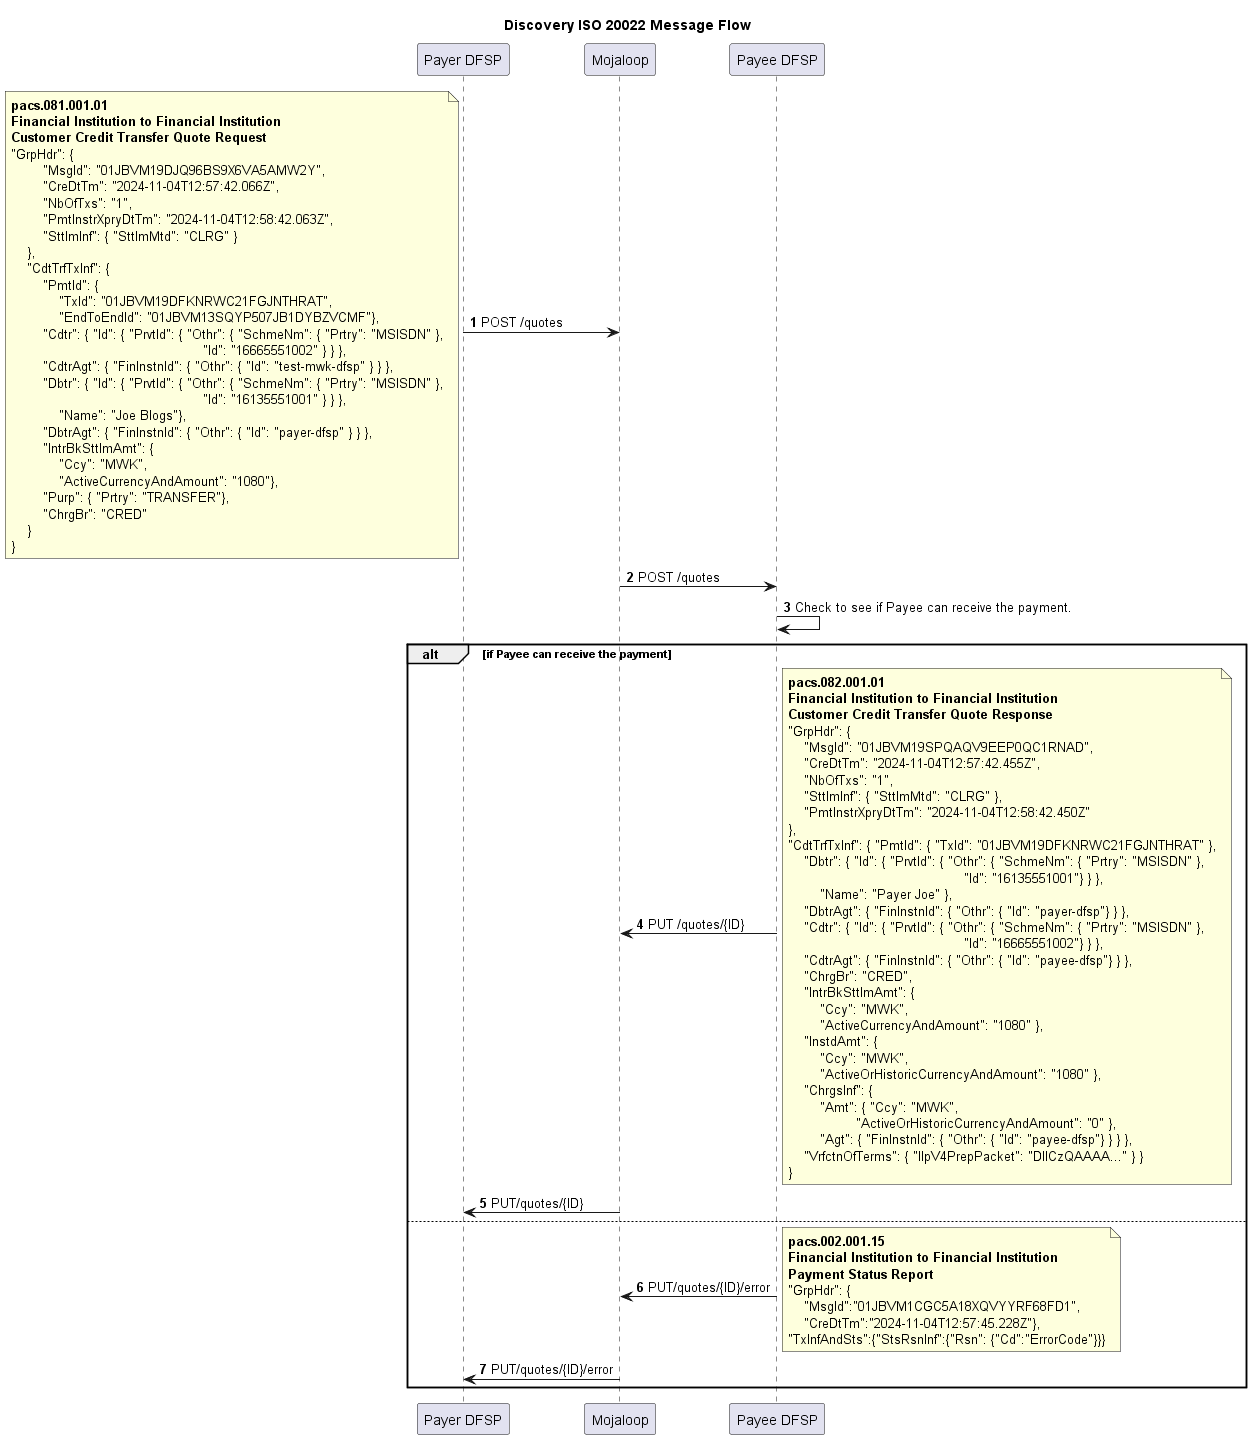 Discovery ISO 20022 Message Flow
Payer DFSP
Mojaloop
Payee DFSP
pacs.081.001.01
Financial Institution to Financial Institution
Customer Credit Transfer Quote Request
"GrpHdr": {
"MsgId": "01JBVM19DJQ96BS9X6VA5AMW2Y",
"CreDtTm": "2024-11-04T12:57:42.066Z",
"NbOfTxs": "1",
"PmtInstrXpryDtTm": "2024-11-04T12:58:42.063Z",
"SttlmInf": { "SttlmMtd": "CLRG" }
},
"CdtTrfTxInf": {
"PmtId": {
"TxId": "01JBVM19DFKNRWC21FGJNTHRAT",
"EndToEndId": "01JBVM13SQYP507JB1DYBZVCMF"},
"Cdtr": { "Id": { "PrvtId": { "Othr": { "SchmeNm": { "Prtry": "MSISDN" },
"Id": "16665551002" } } },
"CdtrAgt": { "FinInstnId": { "Othr": { "Id": "test-mwk-dfsp" } } },
"Dbtr": { "Id": { "PrvtId": { "Othr": { "SchmeNm": { "Prtry": "MSISDN" },
"Id": "16135551001" } } },
"Name": "Joe Blogs"},
"DbtrAgt": { "FinInstnId": { "Othr": { "Id": "payer-dfsp" } } },
"IntrBkSttlmAmt": {
"Ccy": "MWK",
"ActiveCurrencyAndAmount": "1080"},
"Purp": { "Prtry": "TRANSFER"},
"ChrgBr": "CRED"
}
}
1 POST /quotes
2 POST /quotes
3 Check to see if Payee can receive the payment.
alt [if Payee can receive the payment]
pacs.082.001.01
Financial Institution to Financial Institution
Customer Credit Transfer Quote Response
"GrpHdr": {
"MsgId": "01JBVM19SPQAQV9EEP0QC1RNAD",
"CreDtTm": "2024-11-04T12:57:42.455Z",
"NbOfTxs": "1",
"SttlmInf": { "SttlmMtd": "CLRG" },
"PmtInstrXpryDtTm": "2024-11-04T12:58:42.450Z"
},
"CdtTrfTxInf": { "PmtId": { "TxId": "01JBVM19DFKNRWC21FGJNTHRAT" },
"Dbtr": { "Id": { "PrvtId": { "Othr": { "SchmeNm": { "Prtry": "MSISDN" },
"Id": "16135551001"} } },
"Name": "Payer Joe" },
"DbtrAgt": { "FinInstnId": { "Othr": { "Id": "payer-dfsp"} } },
"Cdtr": { "Id": { "PrvtId": { "Othr": { "SchmeNm": { "Prtry": "MSISDN" },
"Id": "16665551002"} } },
"CdtrAgt": { "FinInstnId": { "Othr": { "Id": "payee-dfsp"} } },
"ChrgBr": "CRED",
"IntrBkSttlmAmt": {
"Ccy": "MWK",
"ActiveCurrencyAndAmount": "1080" },
"InstdAmt": {
"Ccy": "MWK",
"ActiveOrHistoricCurrencyAndAmount": "1080" },
"ChrgsInf": {
"Amt": { "Ccy": "MWK",
"ActiveOrHistoricCurrencyAndAmount": "0" },
"Agt": { "FinInstnId": { "Othr": { "Id": "payee-dfsp"} } } },
"VrfctnOfTerms": { "IlpV4PrepPacket": "DIICzQAAAA..." } }
}
4 PUT /quotes/{ID}
5 PUT/quotes/{ID}
pacs.002.001.15
Financial Institution to Financial Institution
Payment Status Report
"GrpHdr": {
"MsgId":"01JBVM1CGC5A18XQVYYRF68FD1",
"CreDtTm":"2024-11-04T12:57:45.228Z"},
"TxInfAndSts":{"StsRsnInf":{"Rsn": {"Cd":"ErrorCode"}}}
6 PUT/quotes/{ID}/error
7 PUT/quotes/{ID}/error
Payer DFSP
Mojaloop
Payee DFSP